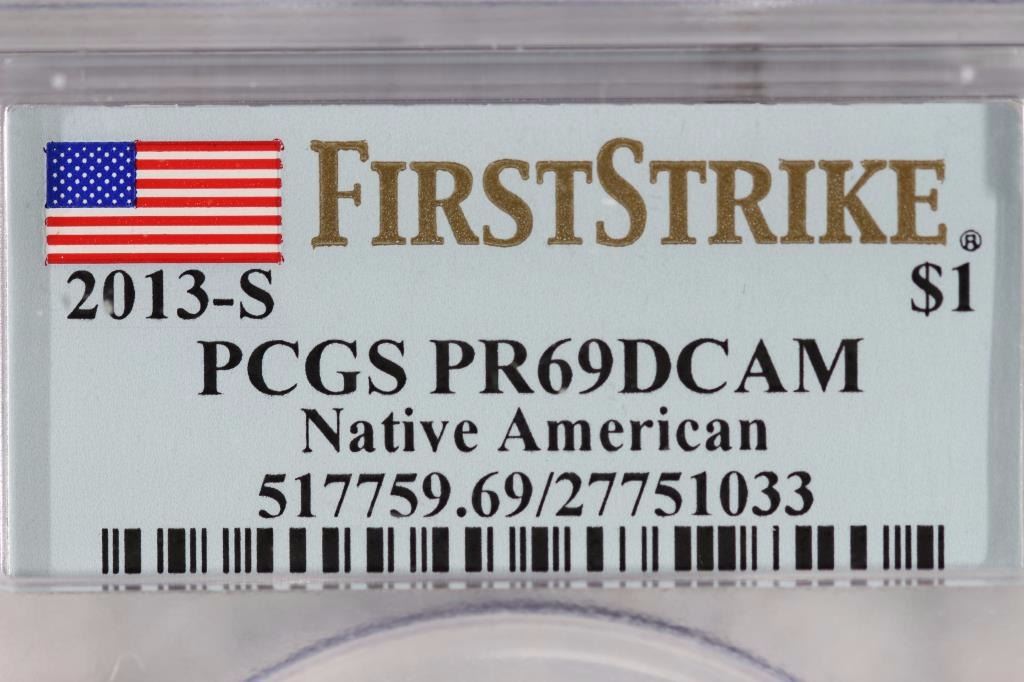 FIRSTSTRIKE®
2013-S $1
PCGS PR69DCAM
Native American
517759.69/27751033